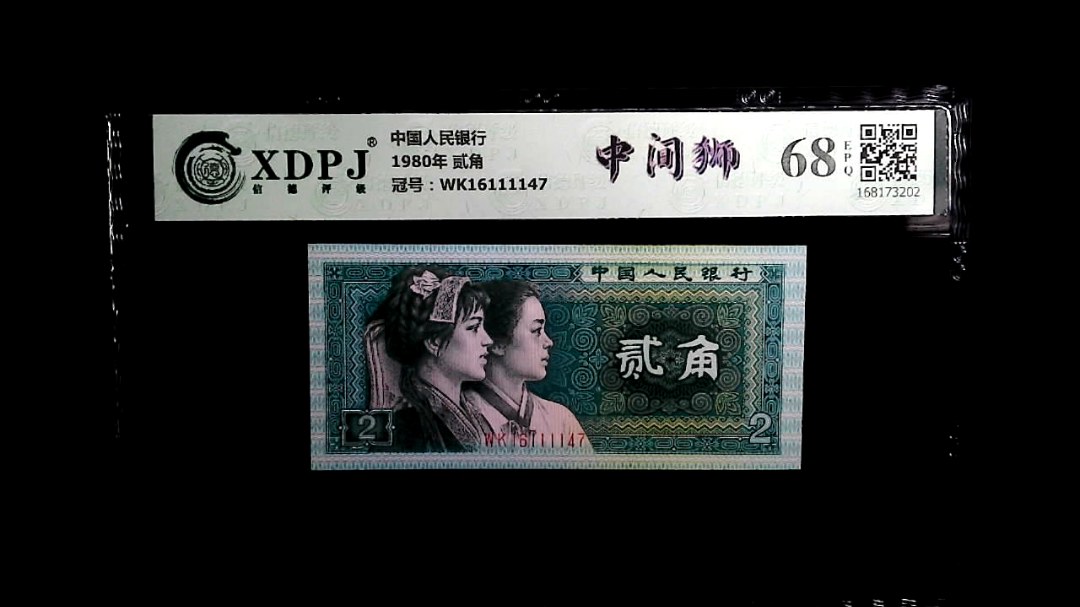 XDPJ®
信德评级
中国人民银行
1980年 贰角
冠号：WK16111147
中间狮
68
EPQ
168173202
中国人民银行
贰角
2
2
WK16111147